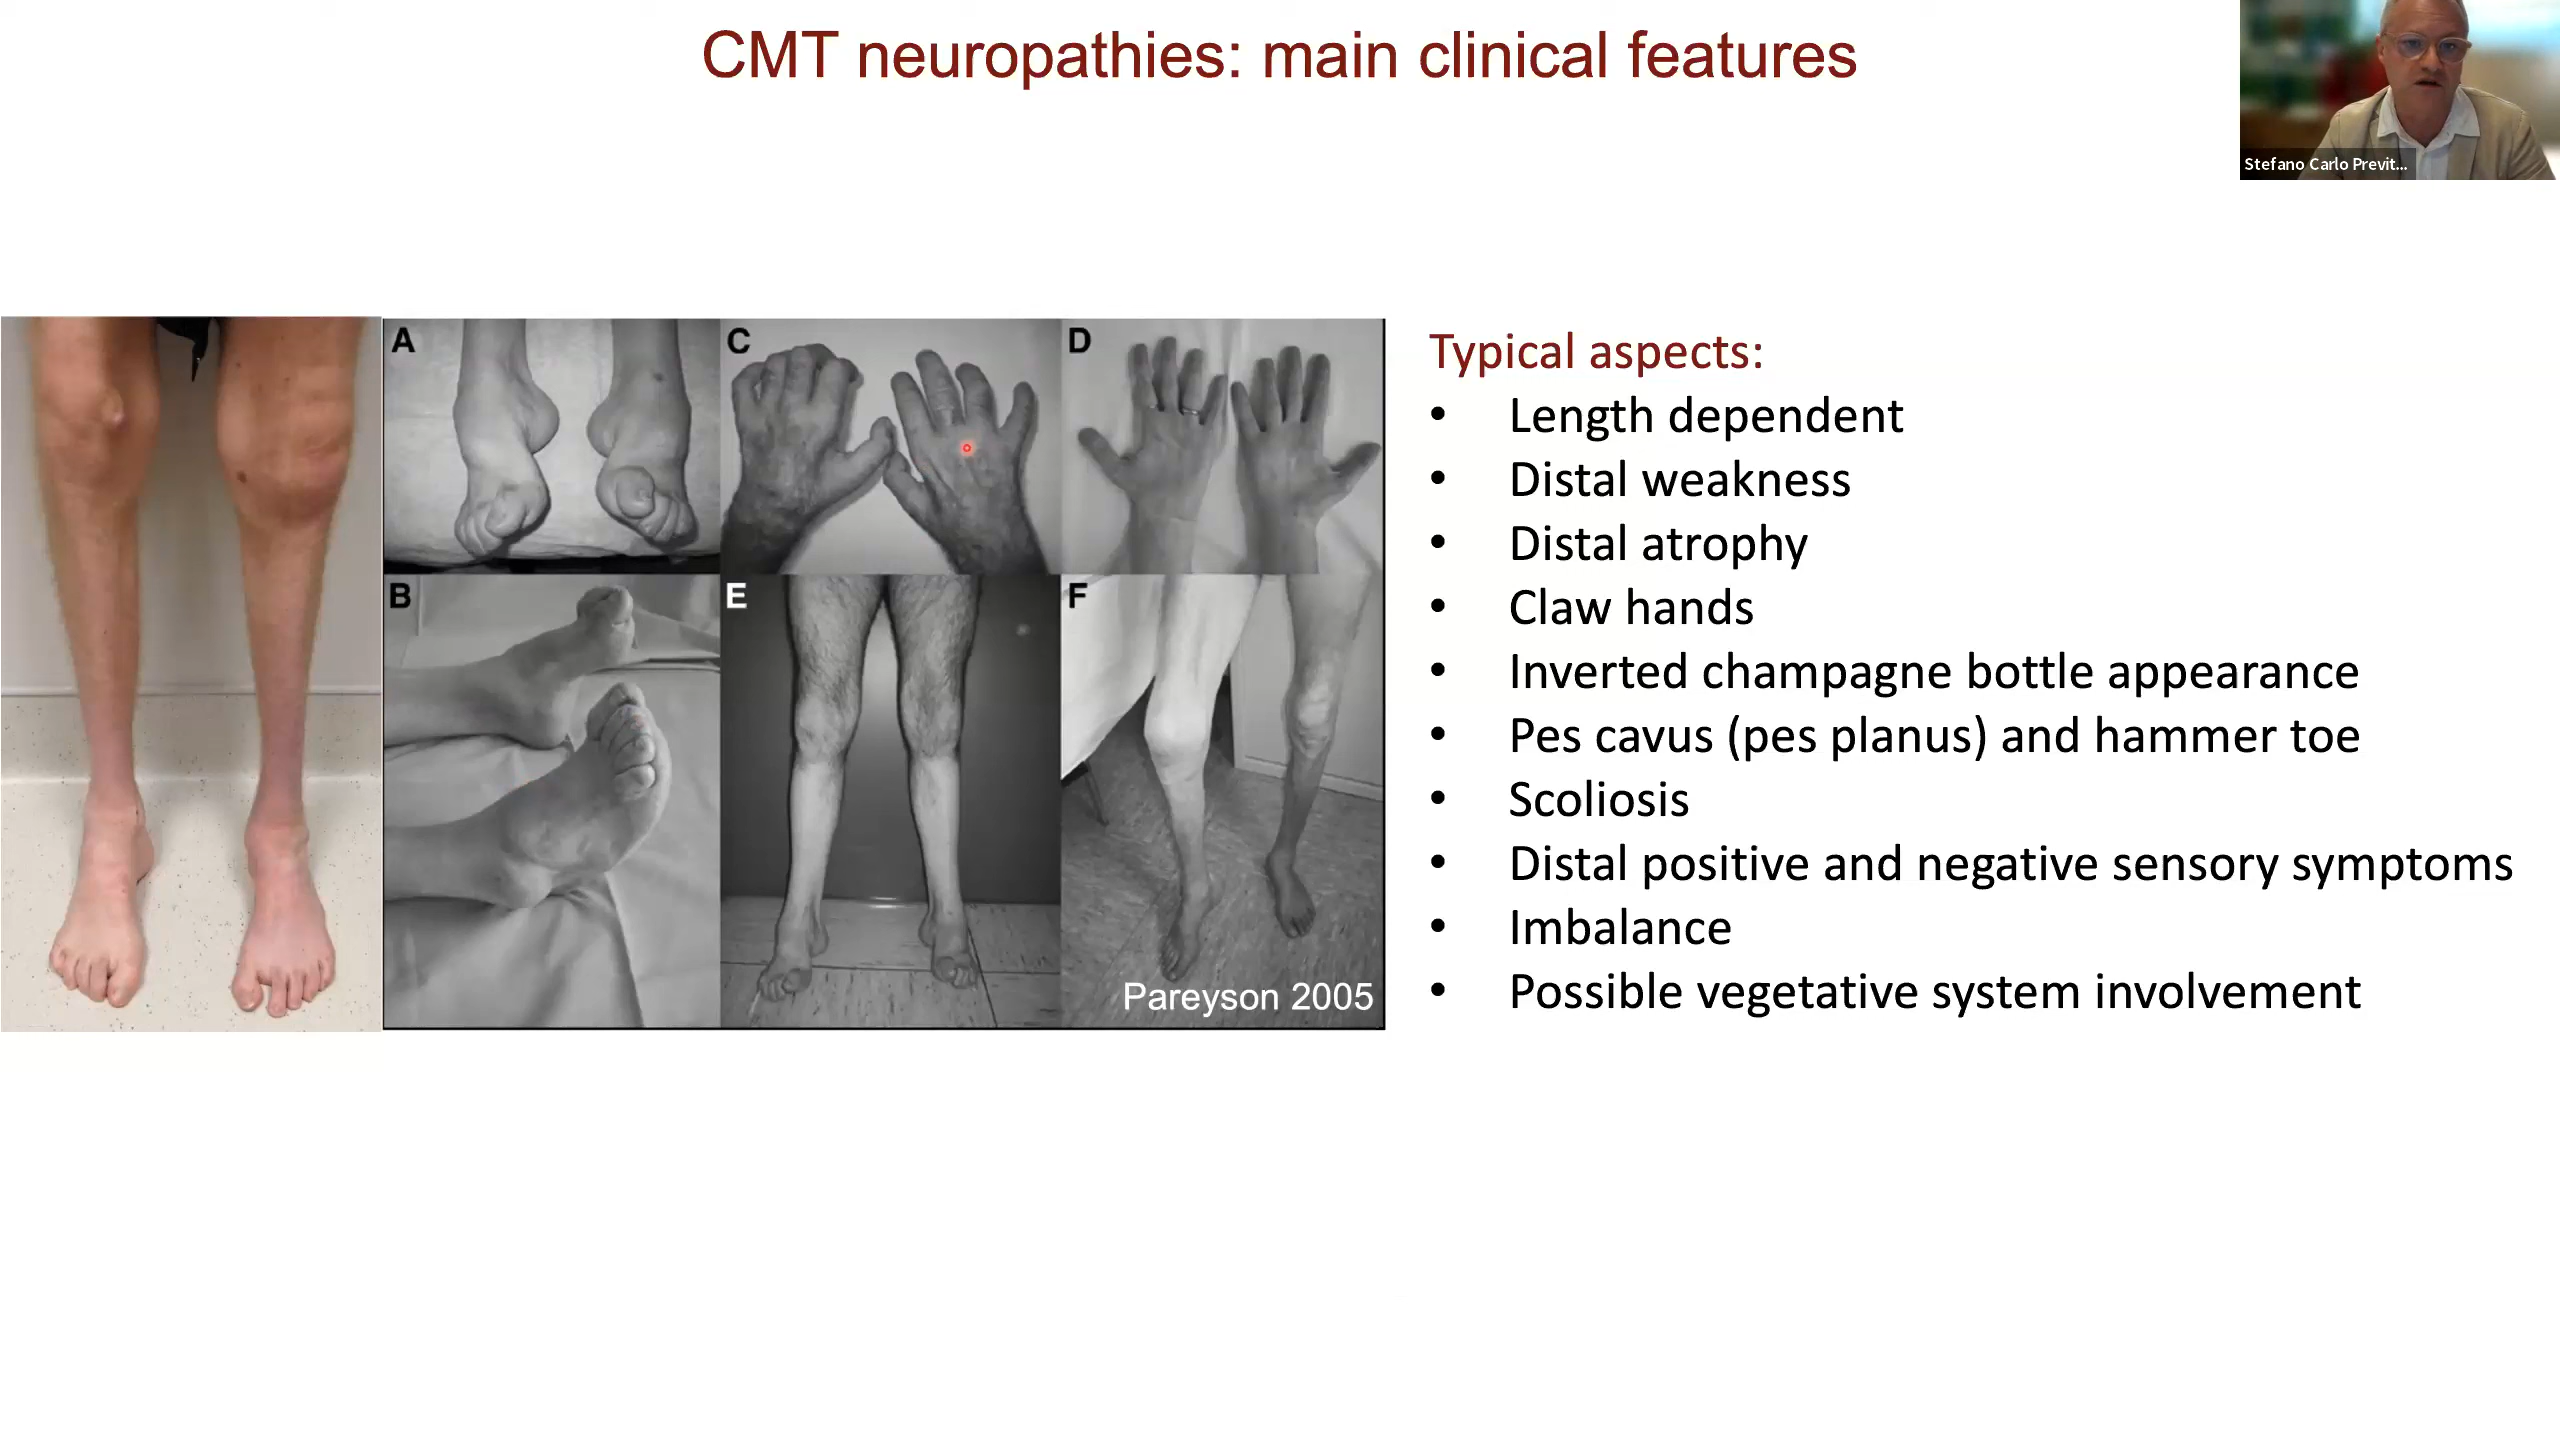 CMT neuropathies: main clinical features
Stefano Carlo Previt...
A
C
D
B
E
F
Pareyson 2005
Typical aspects:
• Length dependent
• Distal weakness
• Distal atrophy
• Claw hands
• Inverted champagne bottle appearance
• Pes cavus (pes planus) and hammer toe
• Scoliosis
• Distal positive and negative sensory symptoms
• Imbalance
• Possible vegetative system involvement